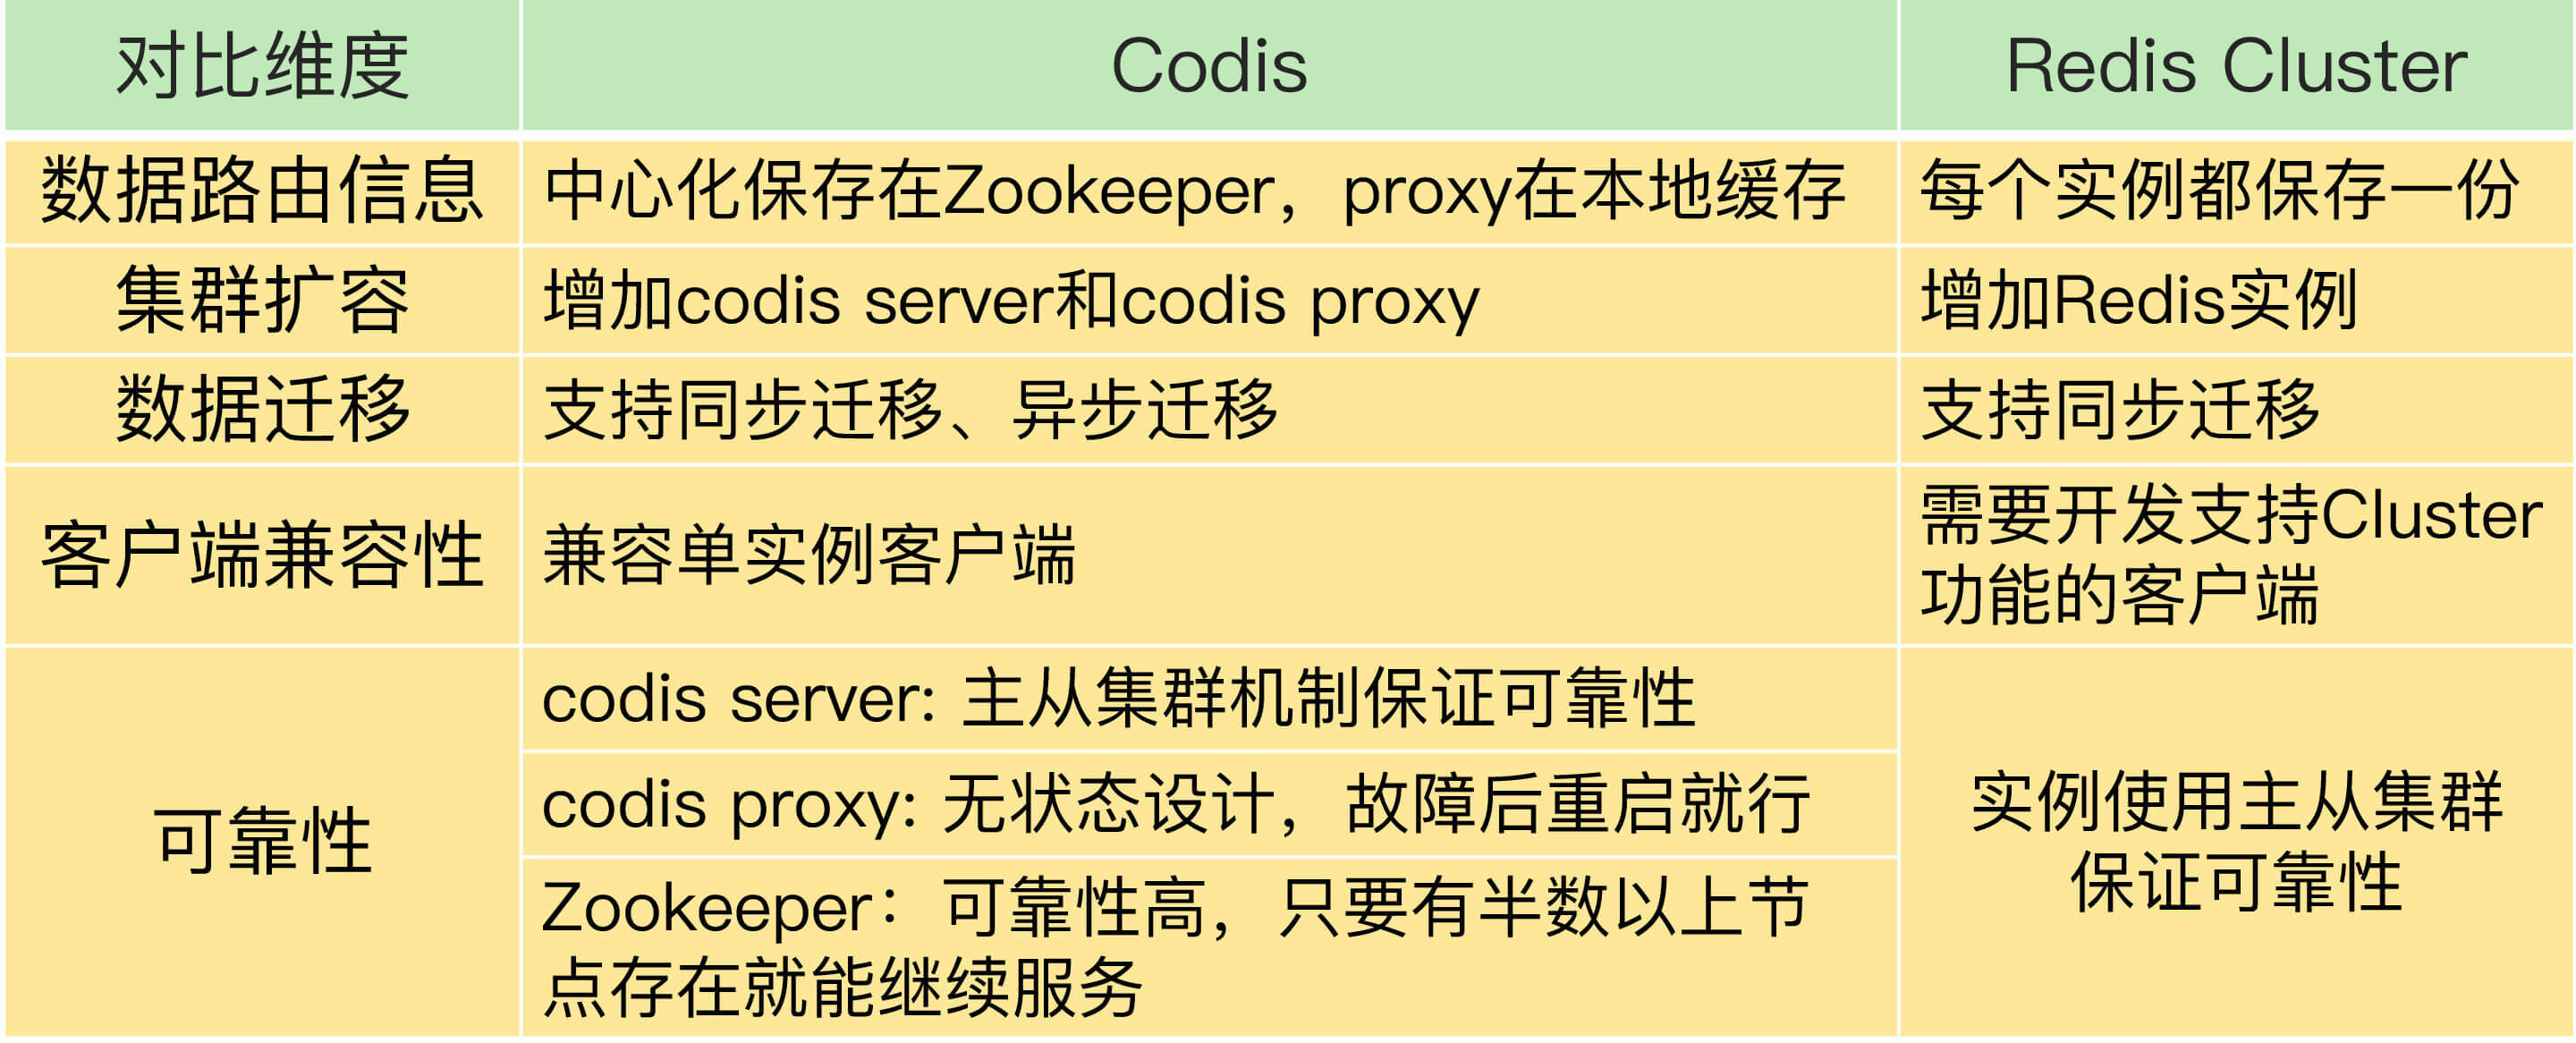 对比维度 Codis Redis Cluster
数据路由信息 中心化保存在Zookeeper，proxy在本地缓存 每个实例都保存一份
集群扩容 增加codis server和codis proxy 增加Redis实例
数据迁移 支持同步迁移、异步迁移 支持同步迁移
客户端兼容性 兼容单实例客户端 需要开发支持Cluster
功能的客户端
可靠性
codis server: 主从集群机制保证可靠性
codis proxy: 无状态设计，故障后重启就行
Zookeeper：可靠性高，只要有半数以上节
点存在就能继续服务
实例使用主从集群
保证可靠性